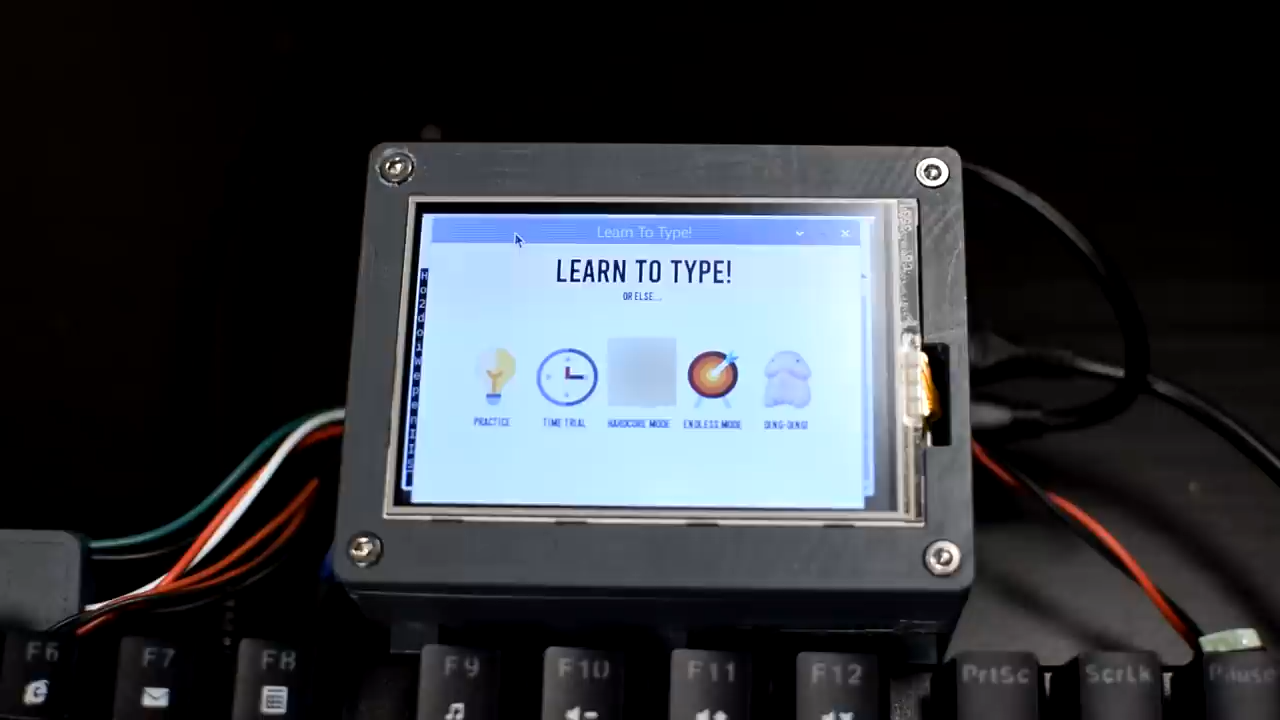 Learn To Type!
LEARN TO TYPE!
OR ELSE...
PRACTICE
TIME TRIAL
HARDCORE MODE
ENDLESS MODE
DING-DING!
F6
F7
F8
F9
F10
F11
F12
PrtSc
ScrLk
Pause